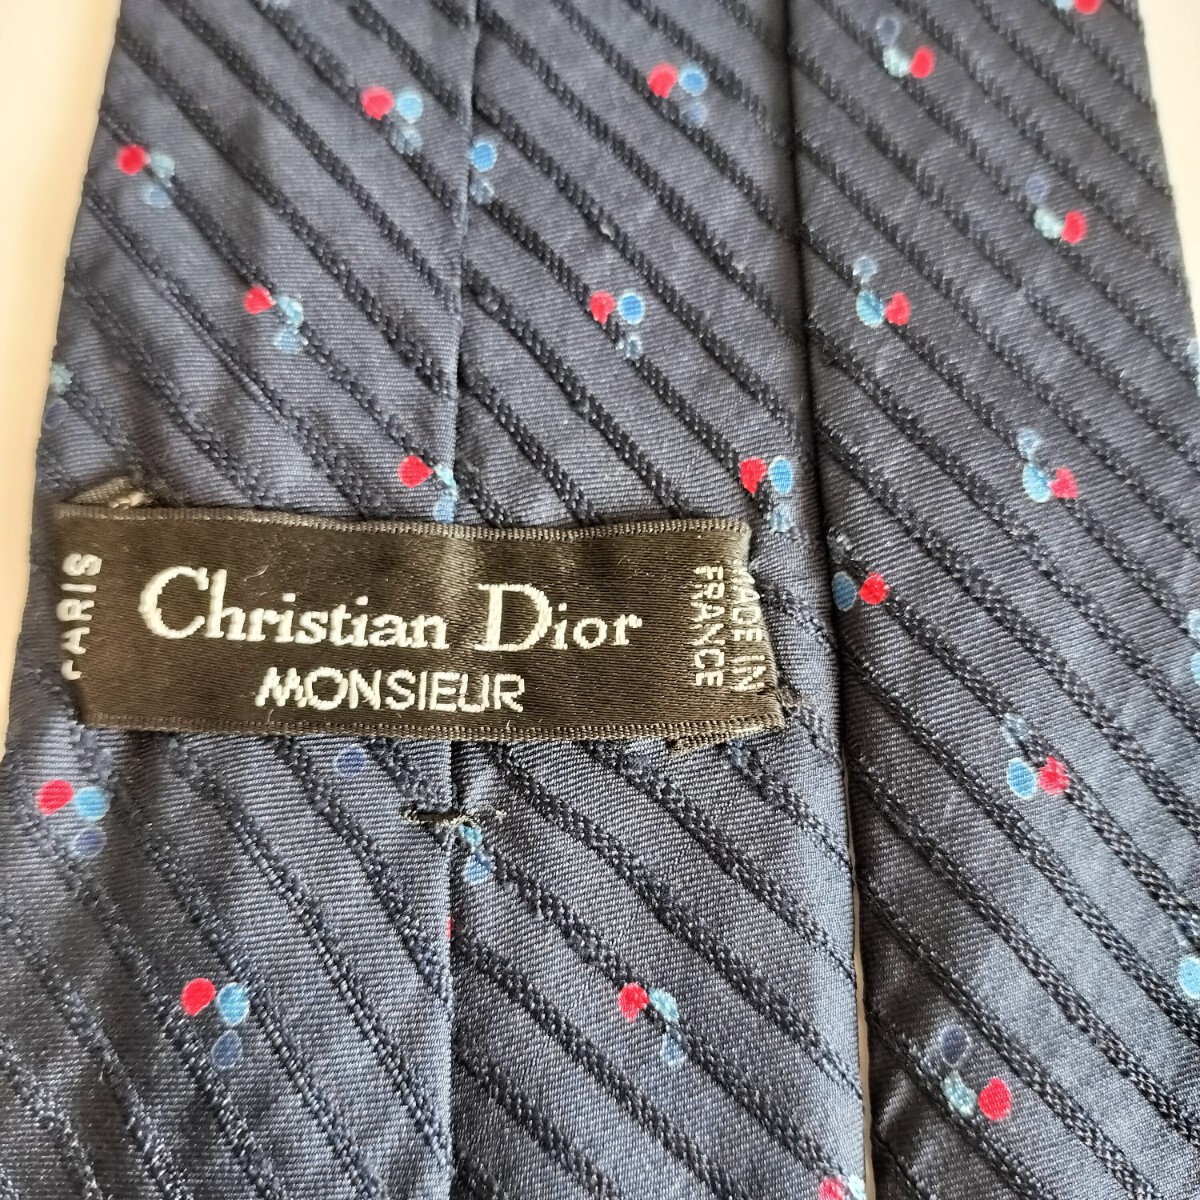 PARIS
Christian Dior
MONSIEUR
MADE IN
FRANCE